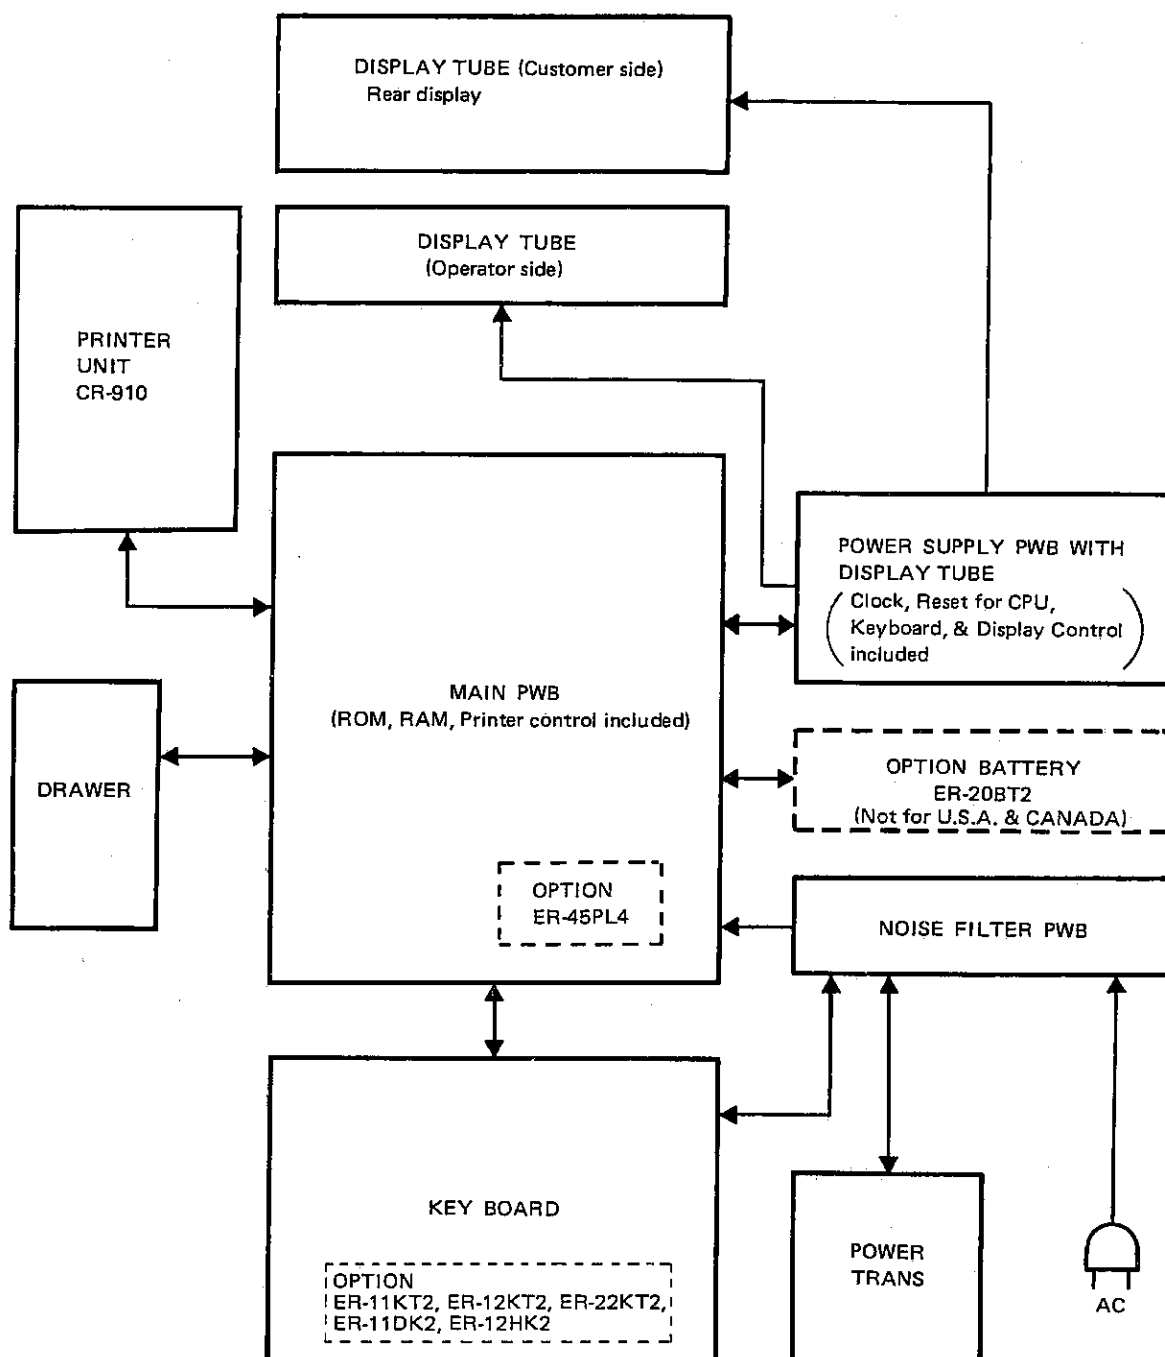 DISPLAY TUBE (Customer side)
Rear display
DISPLAY TUBE
(Operator side)
PRINTER
UNIT
CR-910
POWER SUPPLY PWB WITH
DISPLAY TUBE
(Clock, Reset for CPU,
Keyboard, & Display Control
included)
MAIN PWB
(ROM, RAM, Printer control included)
DRAWER
OPTION BATTERY
ER-20BT2
(Not for U.S.A. & CANADA)
OPTION
ER-45PL4
NOISE FILTER PWB
KEY BOARD
OPTION
ER-11KT2, ER-12KT2, ER-22KT2,
ER-11DK2, ER-12HK2
POWER
TRANS
AC